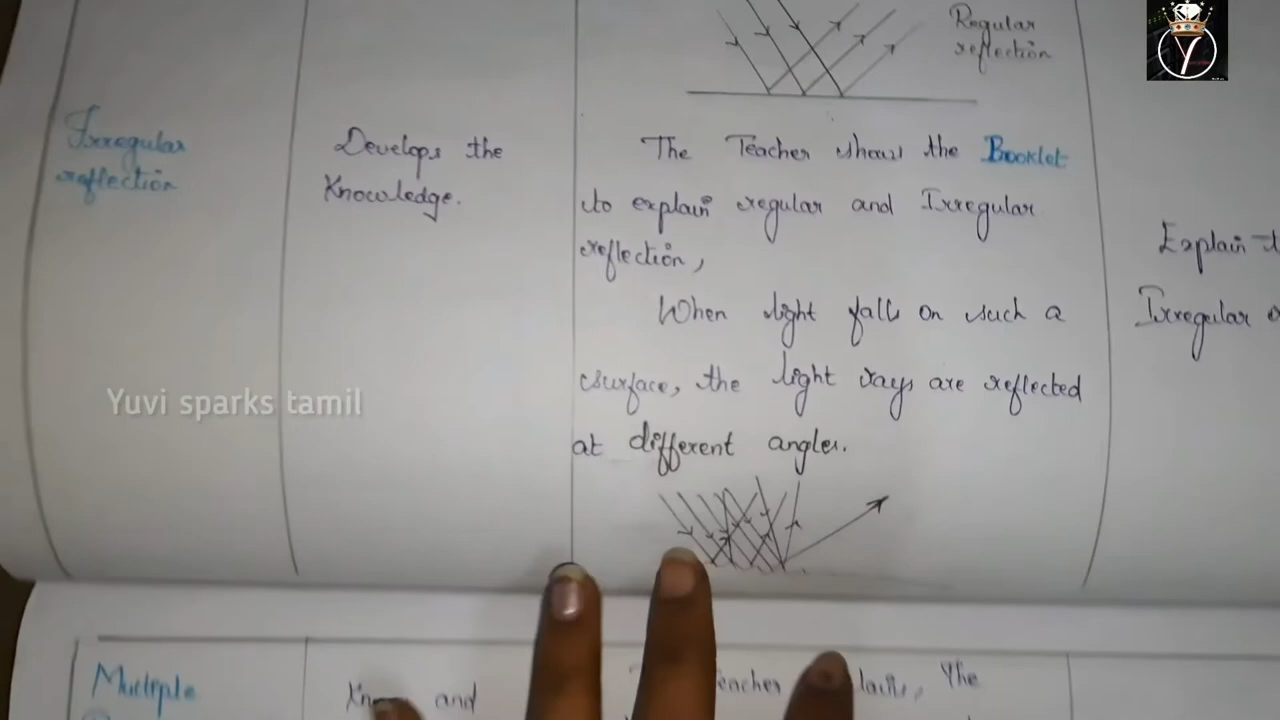 Regular
reflection
Irregular
reflection
Develops the
Knowledge.
The Teacher shows the Booklet
to explain regular and Irregular
reflection,
When light falls on such a
surface, the light rays are reflected
at different angles.
Explain
Irregular
Yuvi sparks tamil
Y
Multiple
Know and
The